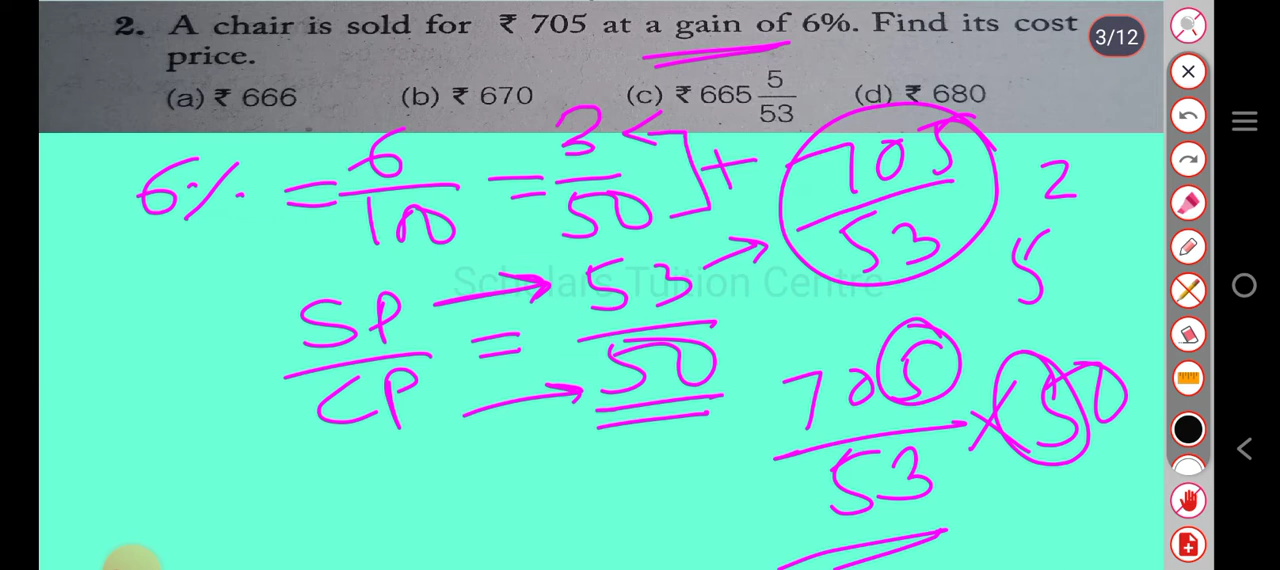 2. A chair is sold for ₹ 705 at a gain of 6%. Find its cost
price.
3/12
(a) ₹ 666 (b) ₹ 670 (c) ₹ 665 5/53 (d) ₹ 680
6% = 6/100 = 3/50 + 705/53 2
5
Scholars Tuition Centre
SP/CP = 53/50
705/53 × 50